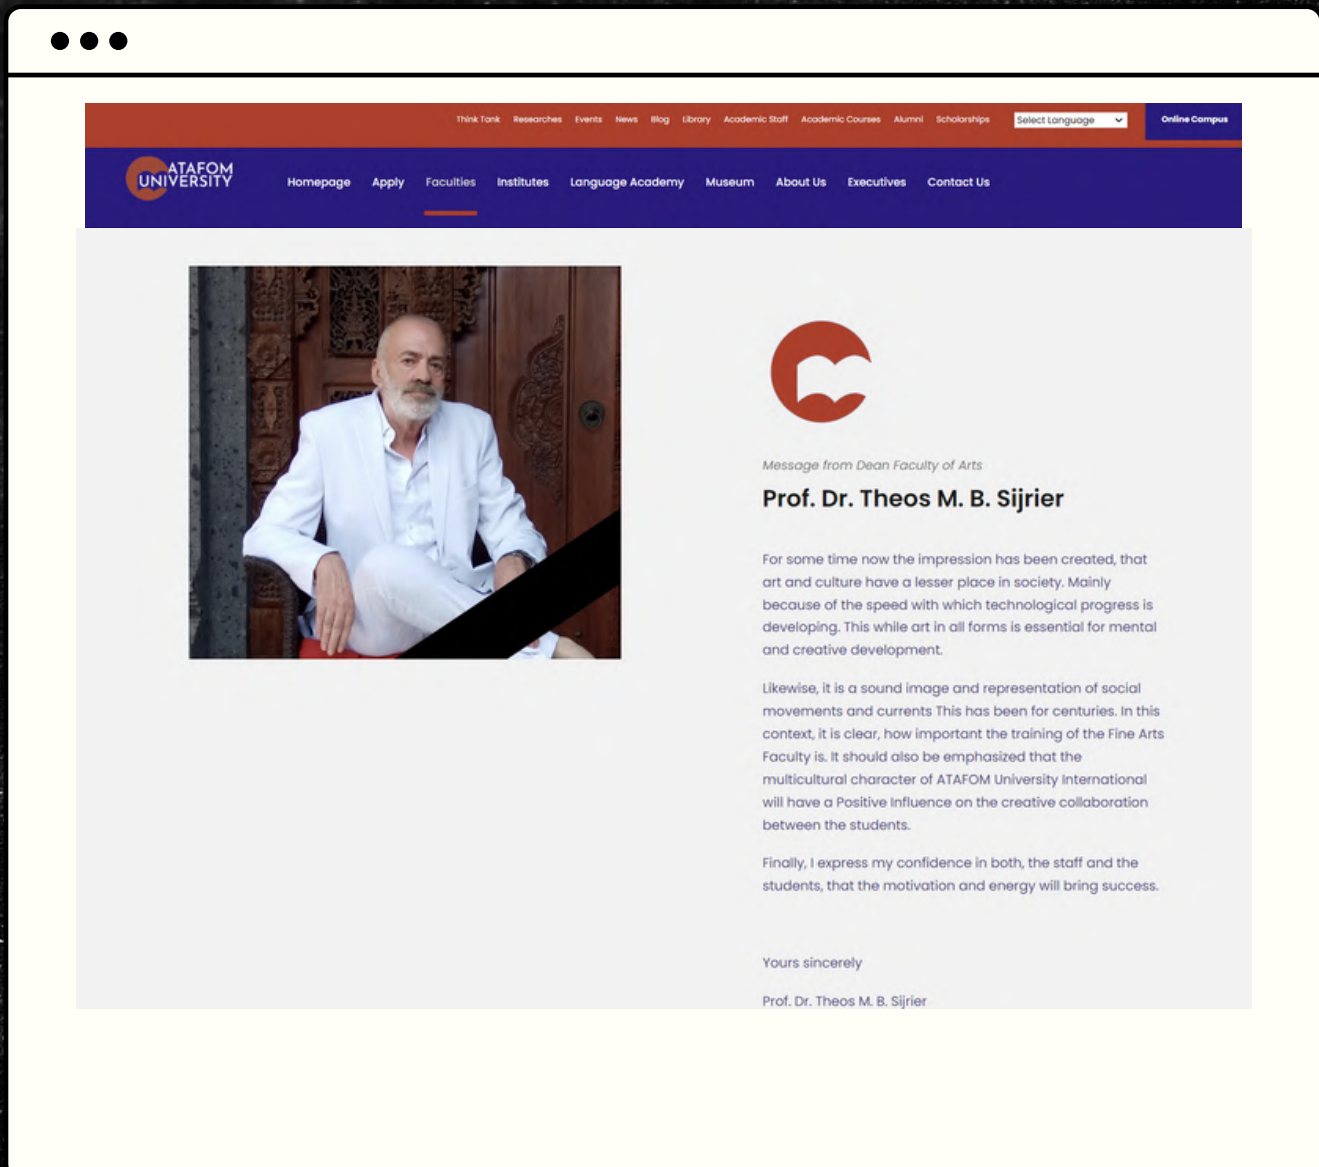 Think Tank Researches Events News Blog Library Academic Staff Academic Courses Alumni Scholarships Select Language Online Campus
ATAFOM
UNIVERSITY
Homepage Apply Faculties Institutes Language Academy Museum About Us Executives Contact Us
Message from Dean Faculty of Arts
Prof. Dr. Theos M. B. Sijrier
For some time now the impression has been created, that
art and culture have a lesser place in society. Mainly
because of the speed with which technological progress is
developing. This while art in all forms is essential for mental
and creative development.
Likewise, it is a sound image and representation of social
movements and currents This has been for centuries. In this
context, it is clear, how important the training of the Fine Arts
Faculty is. It should also be emphasized that the
multicultural character of ATAFOM University International
will have a Positive Influence on the creative collaboration
between the students.
Finally, I express my confidence in both, the staff and the
students, that the motivation and energy will bring success.
Yours sincerely
Prof. Dr. Theos M. B. Sijrier